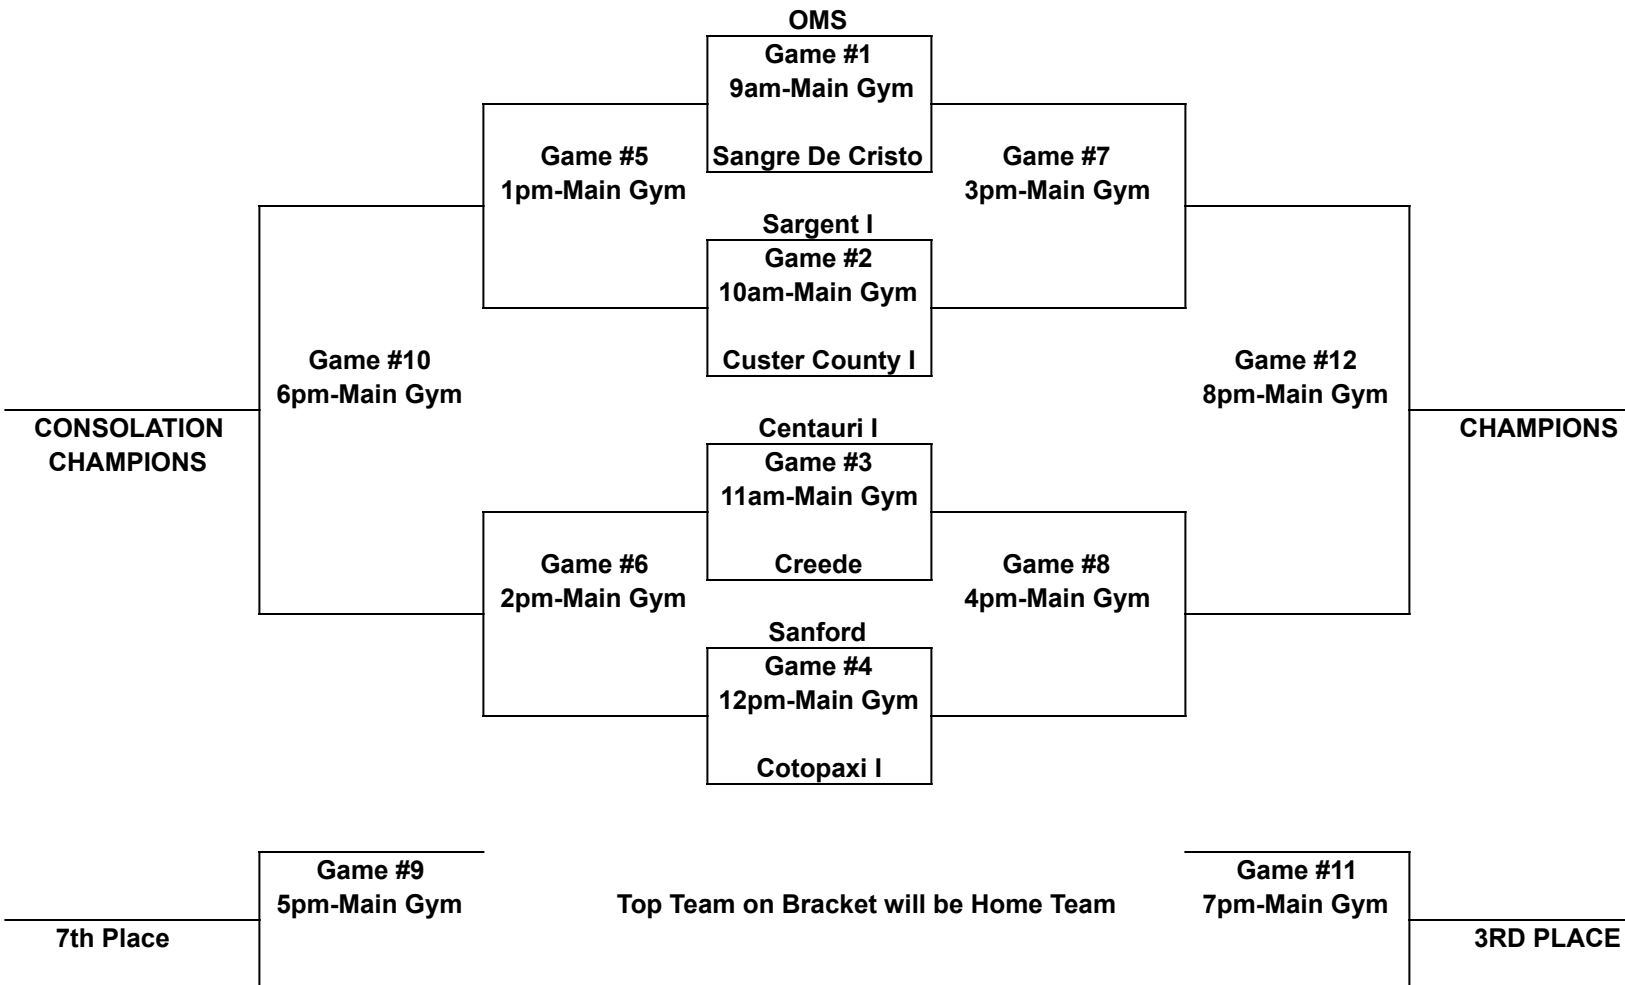 OMS
Game #1
9am-Main Gym
Game #5
Sangre De Cristo
Game #7
1pm-Main Gym
3pm-Main Gym
Sargent I
Game #2
10am-Main Gym
Game #10
Custer County I
Game #12
6pm-Main Gym
8pm-Main Gym
CONSOLATION
CHAMPIONS
Centauri I
CHAMPIONS
Game #3
11am-Main Gym
Game #6
Creede
Game #8
2pm-Main Gym
4pm-Main Gym
Sanford
Game #4
12pm-Main Gym
Cotopaxi I
Game #9
5pm-Main Gym
Top Team on Bracket will be Home Team
Game #11
7pm-Main Gym
7th Place
3RD PLACE